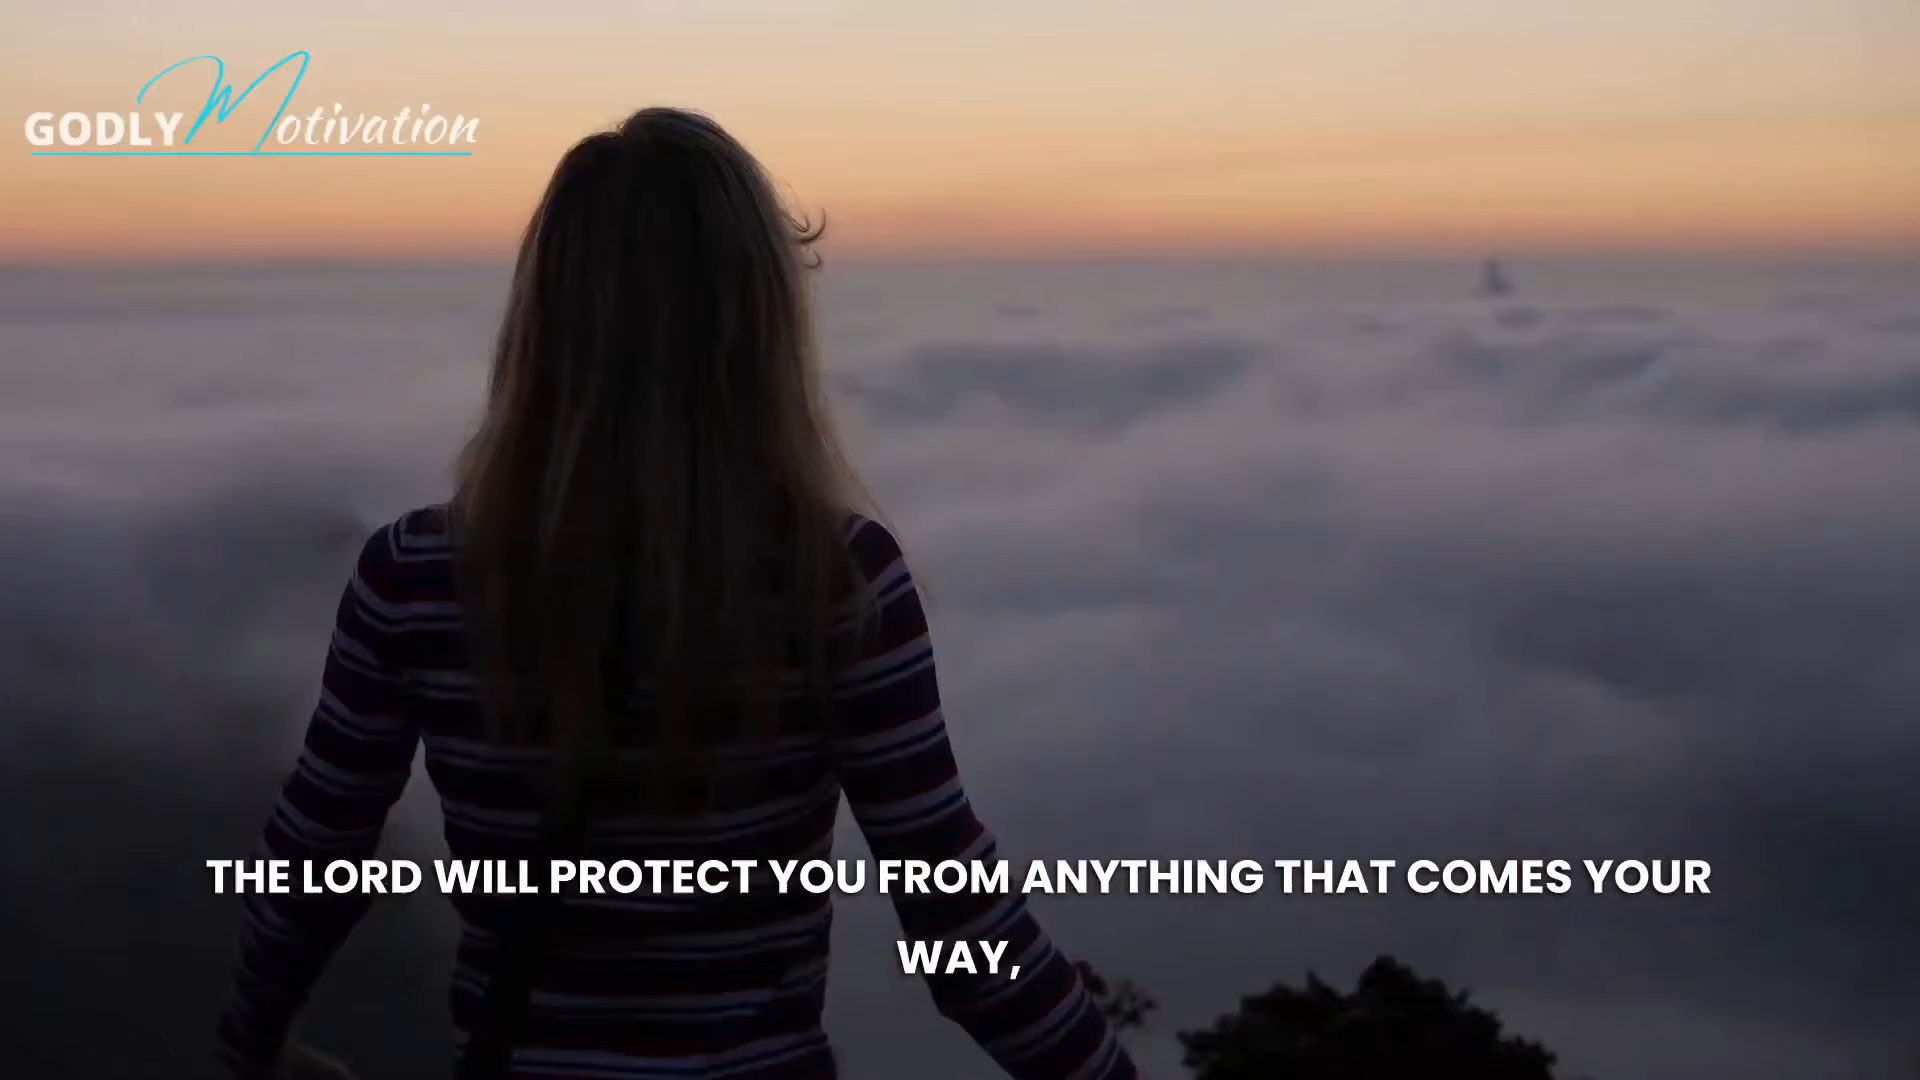 GODLY Motivation
THE LORD WILL PROTECT YOU FROM ANYTHING THAT COMES YOUR
WAY,